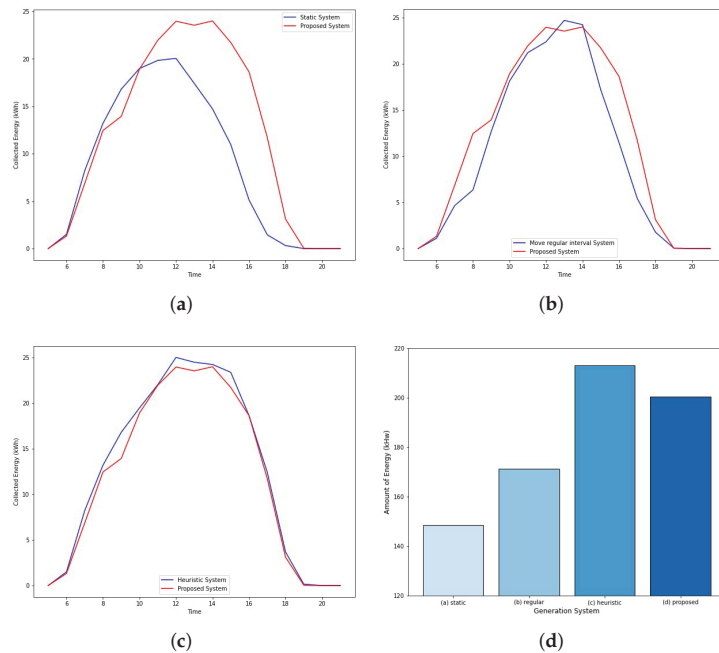 25
20
15
10
5
0
Collected Energy (kWh)
Static System
Proposed System
6 8 10 12 14 16 18 20
Time
(a)
25
20
15
10
5
0
Collected Energy (kWh)
Move regular interval System
Proposed System
6 8 10 12 14 16 18 20
Time
(b)
25
20
15
10
5
0
Collected Energy (kWh)
Heuristic System
Proposed System
6 8 10 12 14 16 18 20
Time
(c)
220
200
180
160
140
120
Amount of Energy (kHw)
(a) static (b) regular (c) heuristic (d) proposed
Generation System
(d)